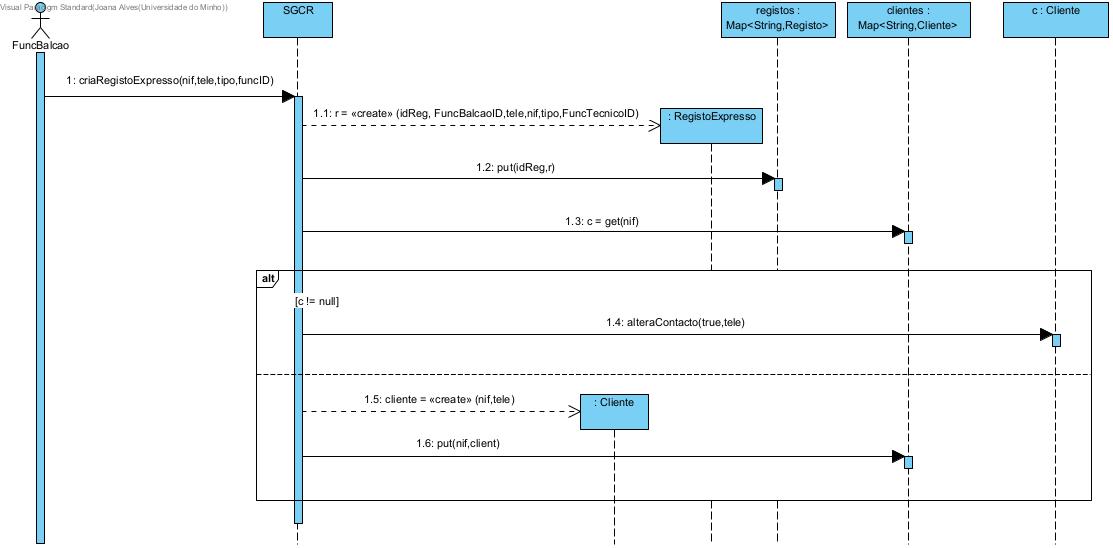 Visual Paradigm Standard(Joana Alves(Universidade do Minho))
FuncBalcao
SGCR
registos :
Map<String,Registo>
clientes :
Map<String,Cliente>
c : Cliente
1: criaRegistoExpresso(nif,tele,tipo,funcID)
1.1: r = «create» (idReg, FuncBalcaoID,tele,nif,tipo,FuncTecnicoID)
: RegistoExpresso
1.2: put(idReg,r)
1.3: c = get(nif)
alt
[c != null]
1.4: alteraContacto(true,tele)
1.5: cliente = «create» (nif,tele)
: Cliente
1.6: put(nif,client)